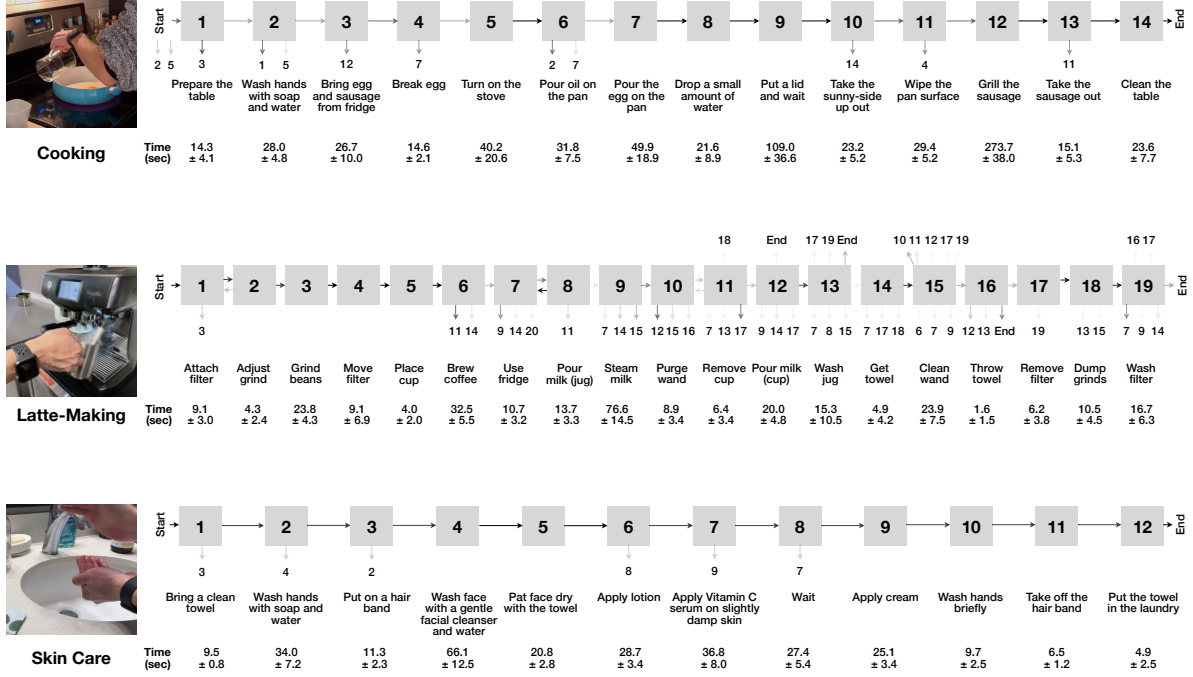 Start 1 2 3 4 5 6 7 8 9 10 11 12 13 14 End
2 5 3 1 5 12 7 2 7 14 4 11
Prepare the table
Wash hands with soap and water
Bring egg and sausage from fridge
Break egg
Turn on the stove
Pour oil on the pan
Pour the egg on the pan
Drop a small amount of water
Put a lid and wait
Take the sunny-side up out
Wipe the pan surface
Grill the sausage
Take the sausage out
Clean the table
Cooking
Time 14.3 28.0 26.7 14.6 40.2 31.8 49.9 21.6 109.0 23.2 29.4 273.7 15.1 23.6
(sec) ± 4.1 ± 4.8 ± 10.0 ± 2.1 ± 20.6 ± 7.5 ± 18.9 ± 8.9 ± 36.6 ± 5.2 ± 5.2 ± 38.0 ± 5.3 ± 7.7
18 End 17 19 End 10 11 12 17 19 16 17
Start 1 2 3 4 5 6 7 8 9 10 11 12 13 14 15 16 17 18 19 End
3 11 14 9 14 20 11 7 14 15 12 15 16 7 13 17 9 14 17 7 8 15 7 17 18 6 7 9 12 13 End 19 13 15 7 9 14
Attach filter
Adjust grind
Grind beans
Move filter
Place cup
Brew coffee
Use fridge
Pour milk (jug)
Steam milk
Purge wand
Remove cup
Pour milk (cup)
Wash jug
Get towel
Clean wand
Throw towel
Remove filter
Dump grinds
Wash filter
Latte-Making
Time 9.1 4.3 23.8 9.1 4.0 32.5 10.7 13.7 76.6 8.9 6.4 20.0 15.3 4.9 23.9 1.6 6.2 10.5 16.7
(sec) ± 3.0 ± 2.4 ± 4.3 ± 6.9 ± 2.0 ± 5.5 ± 3.2 ± 3.3 ± 14.5 ± 3.4 ± 3.4 ± 4.8 ± 10.5 ± 4.2 ± 7.5 ± 1.5 ± 3.8 ± 4.5 ± 6.3
Start 1 2 3 4 5 6 7 8 9 10 11 12 End
3 4 2 8 9 7
Bring a clean towel
Wash hands with soap and water
Put on a hair band
Wash face with a gentle facial cleanser and water
Pat face dry with the towel
Apply lotion
Apply Vitamin C serum on slightly damp skin
Wait
Apply cream
Wash hands briefly
Take off the hair band
Put the towel in the laundry
Skin Care
Time 9.5 34.0 11.3 66.1 20.8 28.7 36.8 27.4 25.1 9.7 6.5 4.9
(sec) ± 0.8 ± 7.2 ± 2.3 ± 12.5 ± 2.8 ± 3.4 ± 8.0 ± 5.4 ± 3.4 ± 2.5 ± 1.2 ± 2.5